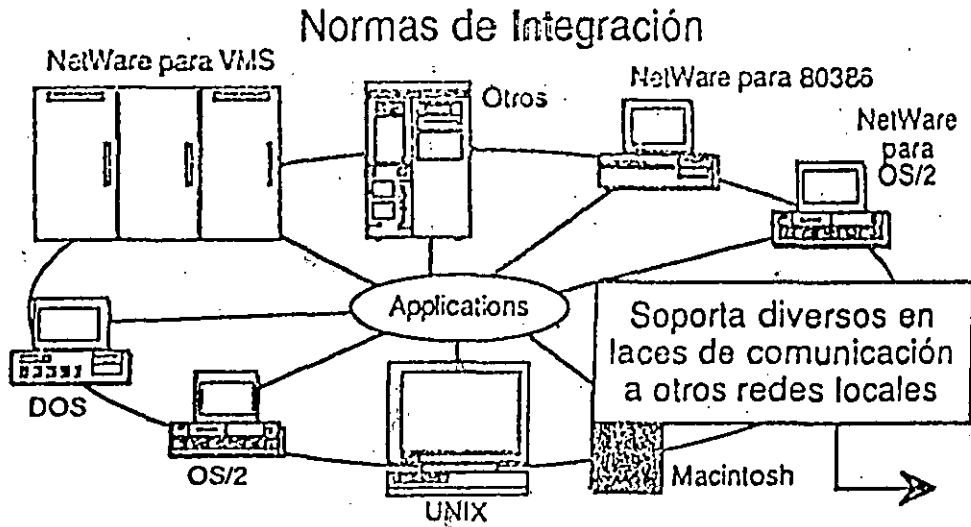 Normas de Integración
NetWare para VMS
Otros
NetWare para 80386
NetWare
para
OS/2
Applications
Soporta diversos en
laces de comunicación
a otros redes locales
DOS
OS/2
UNIX
Macintosh